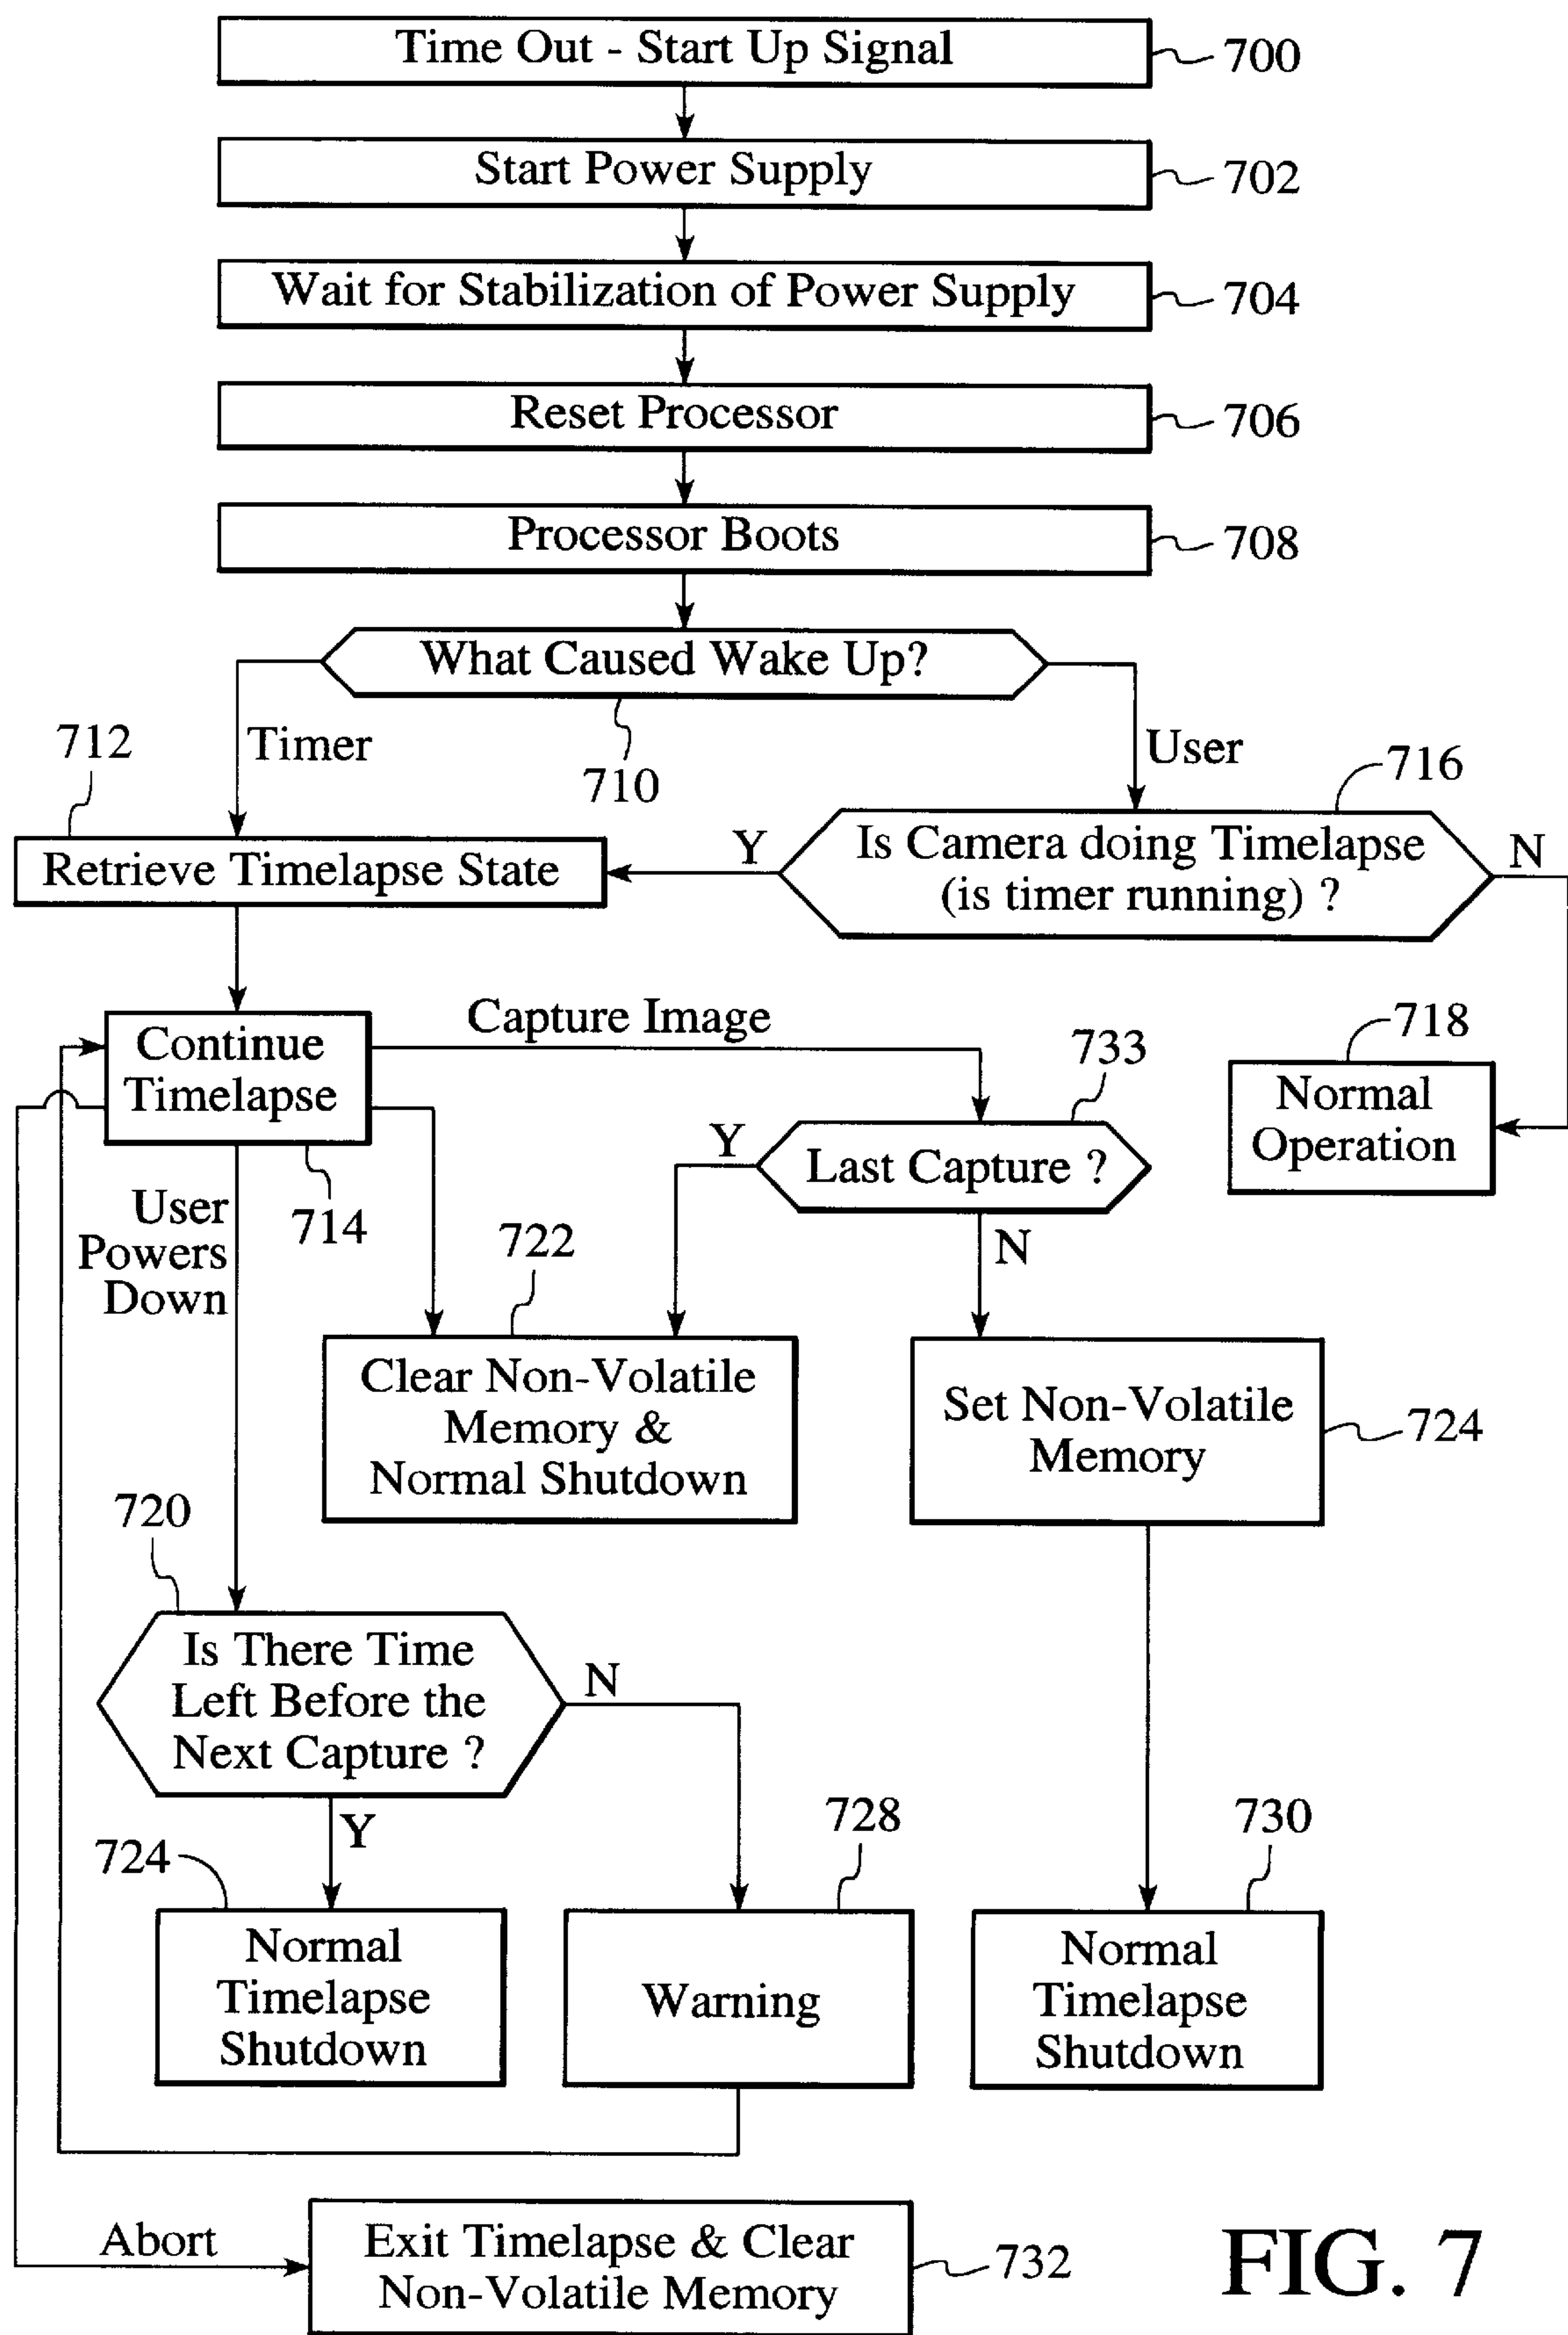 Time Out - Start Up Signal
700
Start Power Supply
702
Wait for Stabilization of Power Supply
704
Reset Processor
706
Processor Boots
708
What Caused Wake Up?
710
Timer
User
712
716
Retrieve Timelapse State
Y
Is Camera doing Timelapse
(is timer running) ?
N
718
Normal
Operation
Continue
Timelapse
714
Capture Image
733
Last Capture ?
Y
N
User
Powers
Down
722
Clear Non-Volatile
Memory &
Normal Shutdown
Set Non-Volatile
Memory
724
720
Is There Time
Left Before the
Next Capture ?
N
Y
724
Normal
Timelapse
Shutdown
728
Warning
730
Normal
Timelapse
Shutdown
Abort
Exit Timelapse & Clear
Non-Volatile Memory
732
FIG. 7